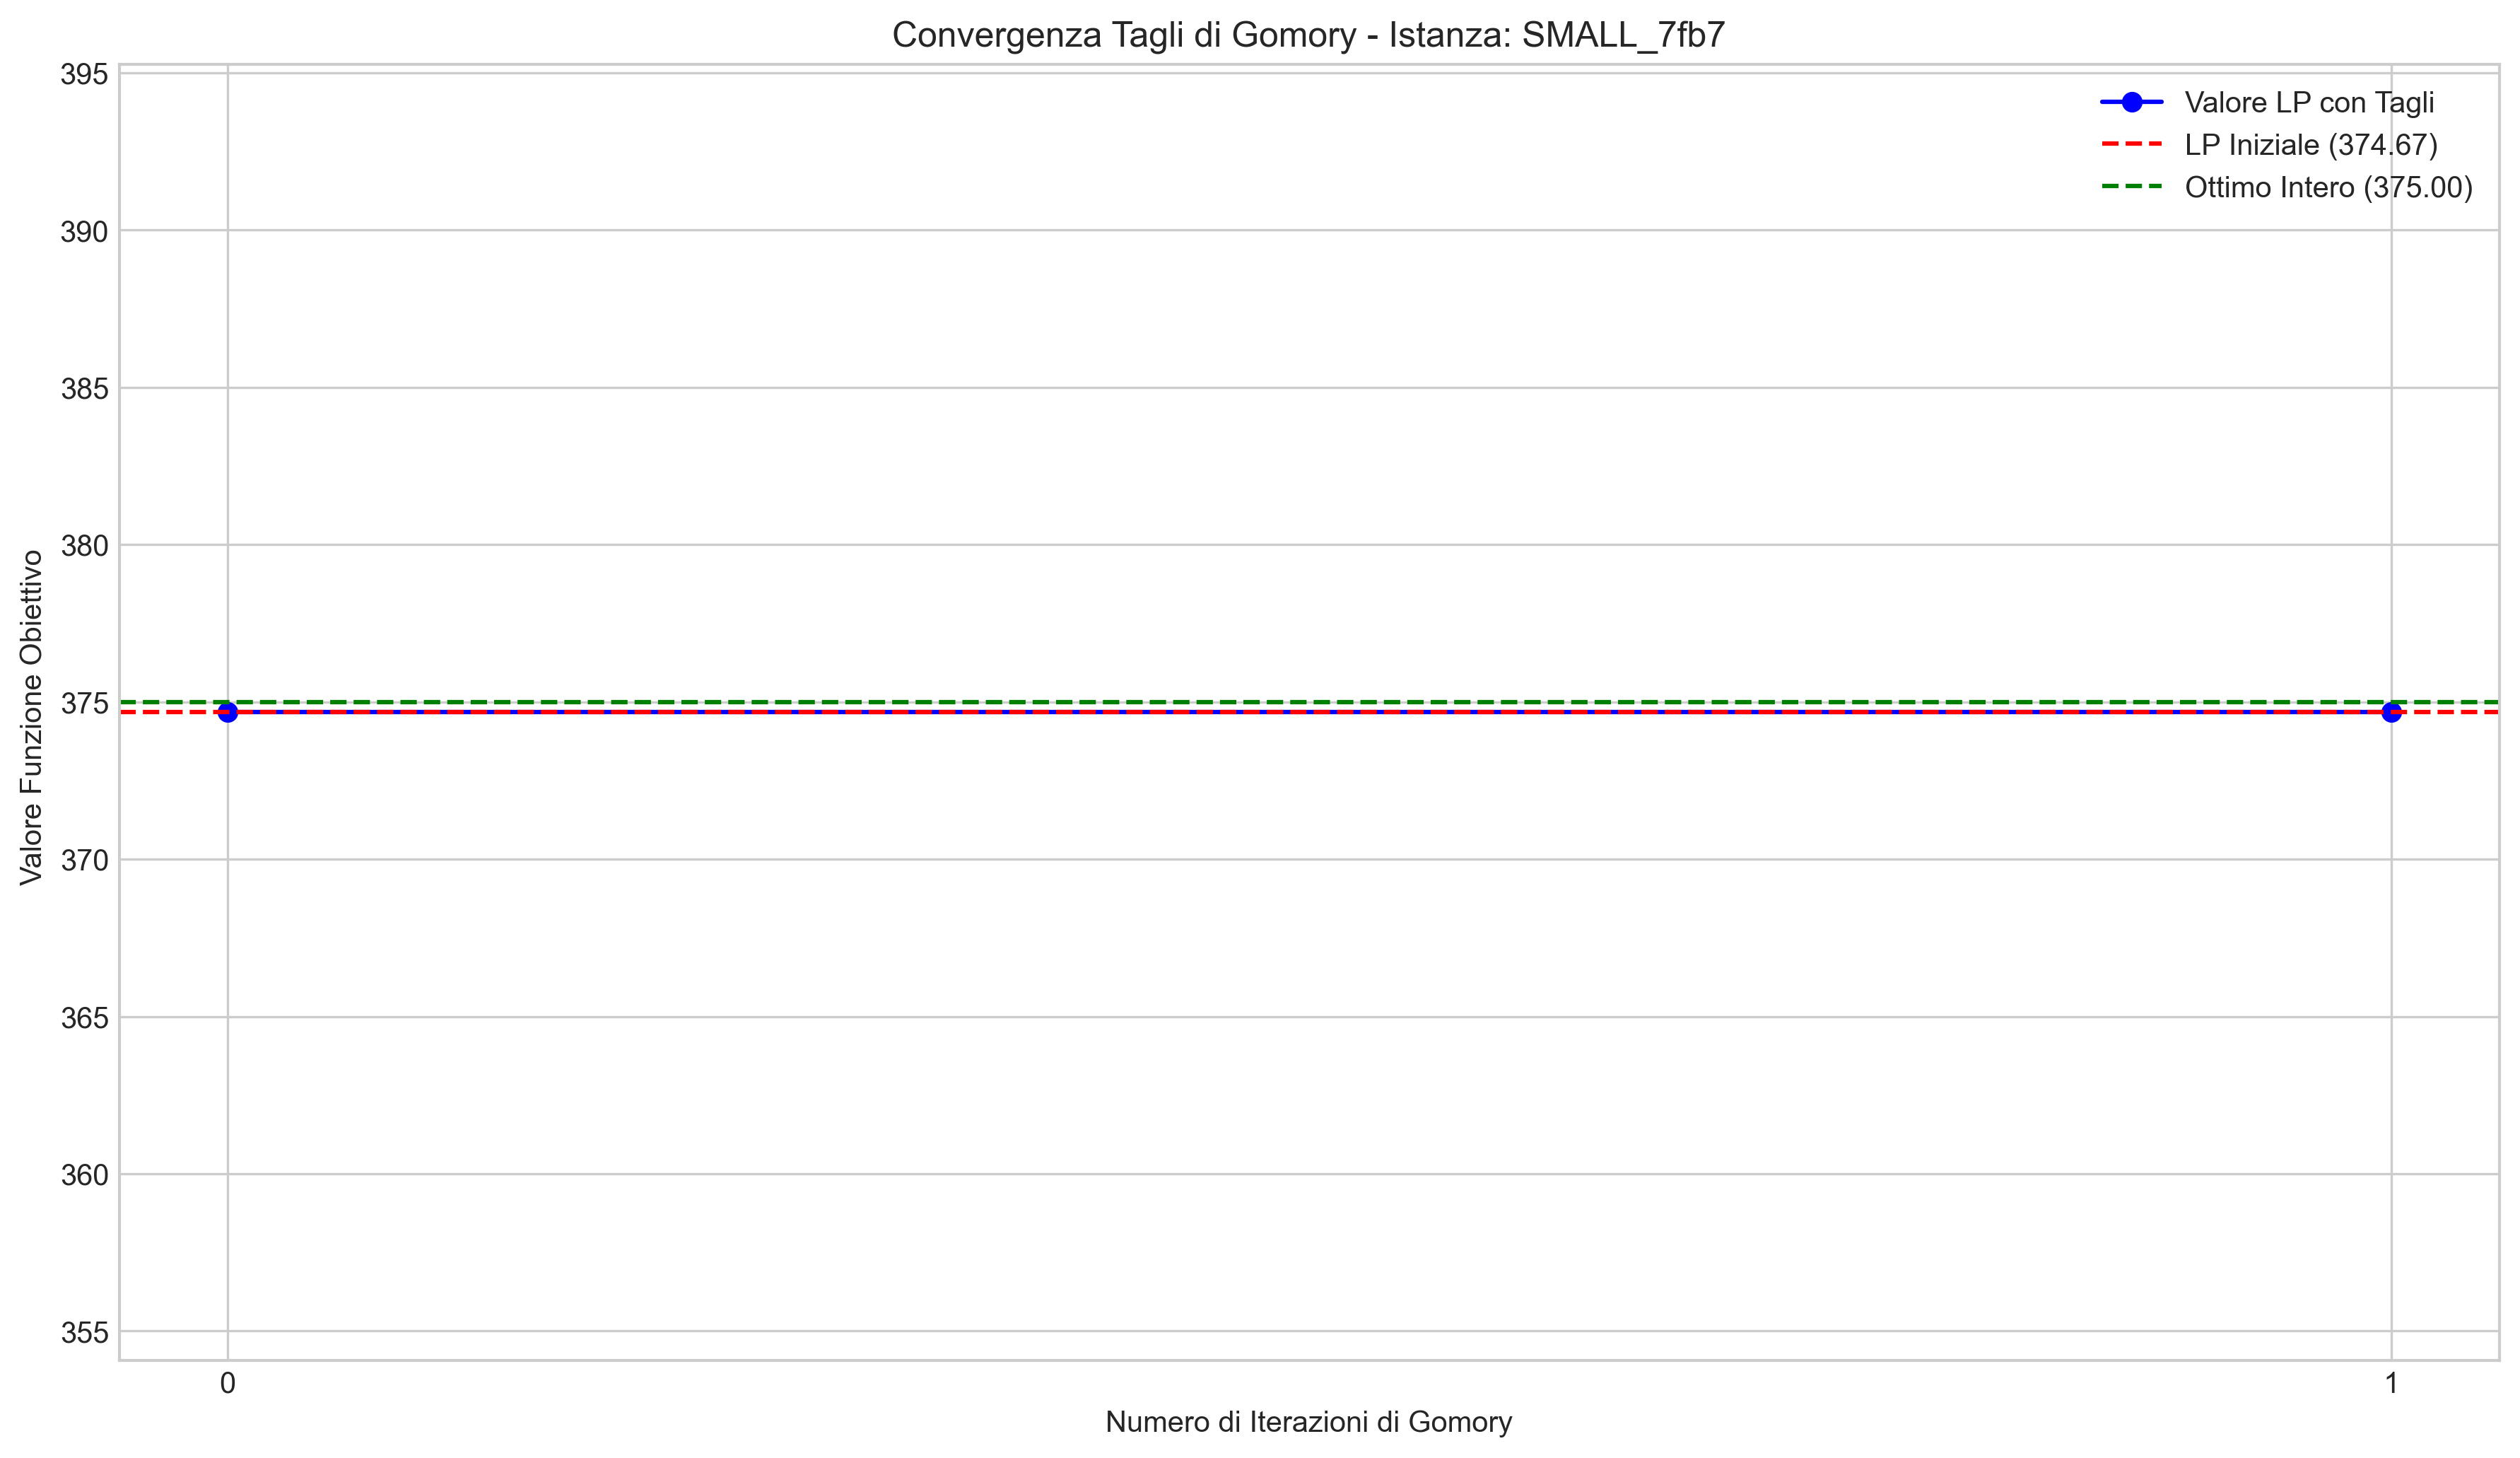 Convergenza Tagli di Gomory - Istanza: SMALL_7fb7
Valore LP con Tagli
LP Iniziale (374.67)
Ottimo Intero (375.00)
Valore Funzione Obiettivo
395
390
385
380
375
370
365
360
355
0
1
Numero di Iterazioni di Gomory